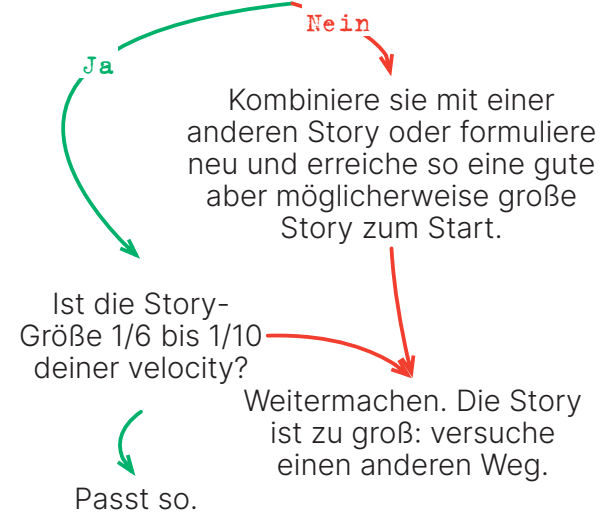 Nein
Ja
Kombiniere sie mit einer
anderen Story oder formuliere
neu und erreiche so eine gute
aber möglicherweise große
Story zum Start.
Ist die Story-
Größe 1/6 bis 1/10
deiner velocity?
Weitermachen. Die Story
ist zu groß: versuche
einen anderen Weg.
Passt so.